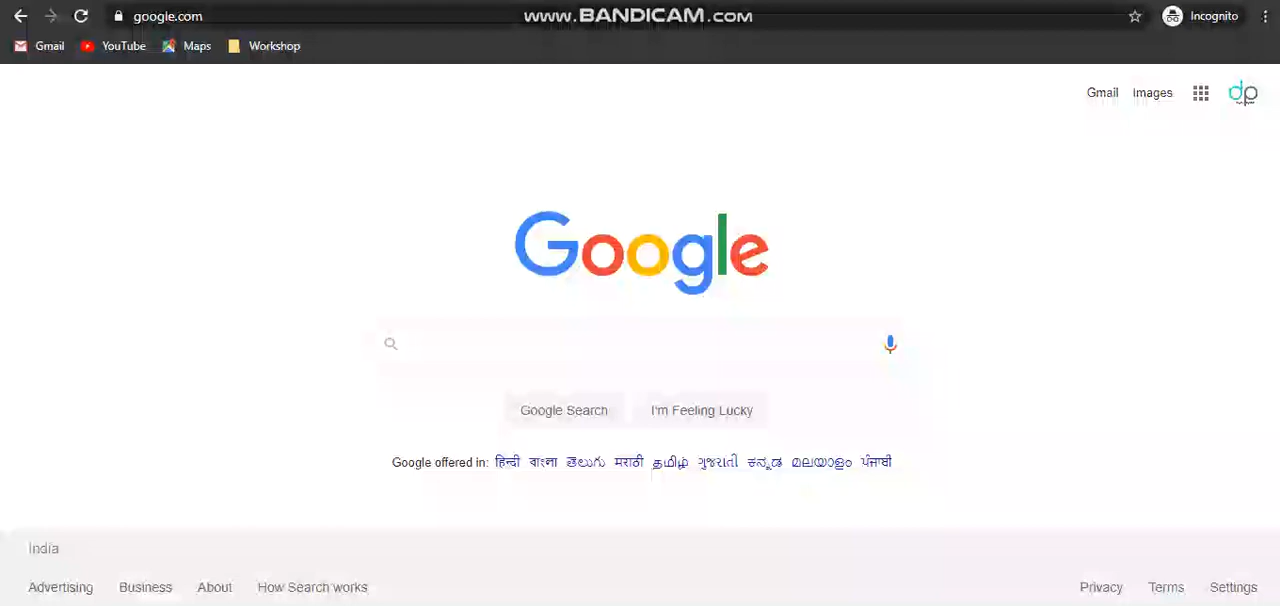 google.com www.BANDICAM.com Incognito
Gmail YouTube Maps Workshop
Gmail Images dp
Google
Google Search I'm Feeling Lucky
Google offered in: हिन्दी বাংলা తెలుగు मराठी தமிழ் ગુજરાતી ಕನ್ನಡ മലയാളം ਪੰਜਾਬੀ
India
Advertising Business About How Search works Privacy Terms Settings